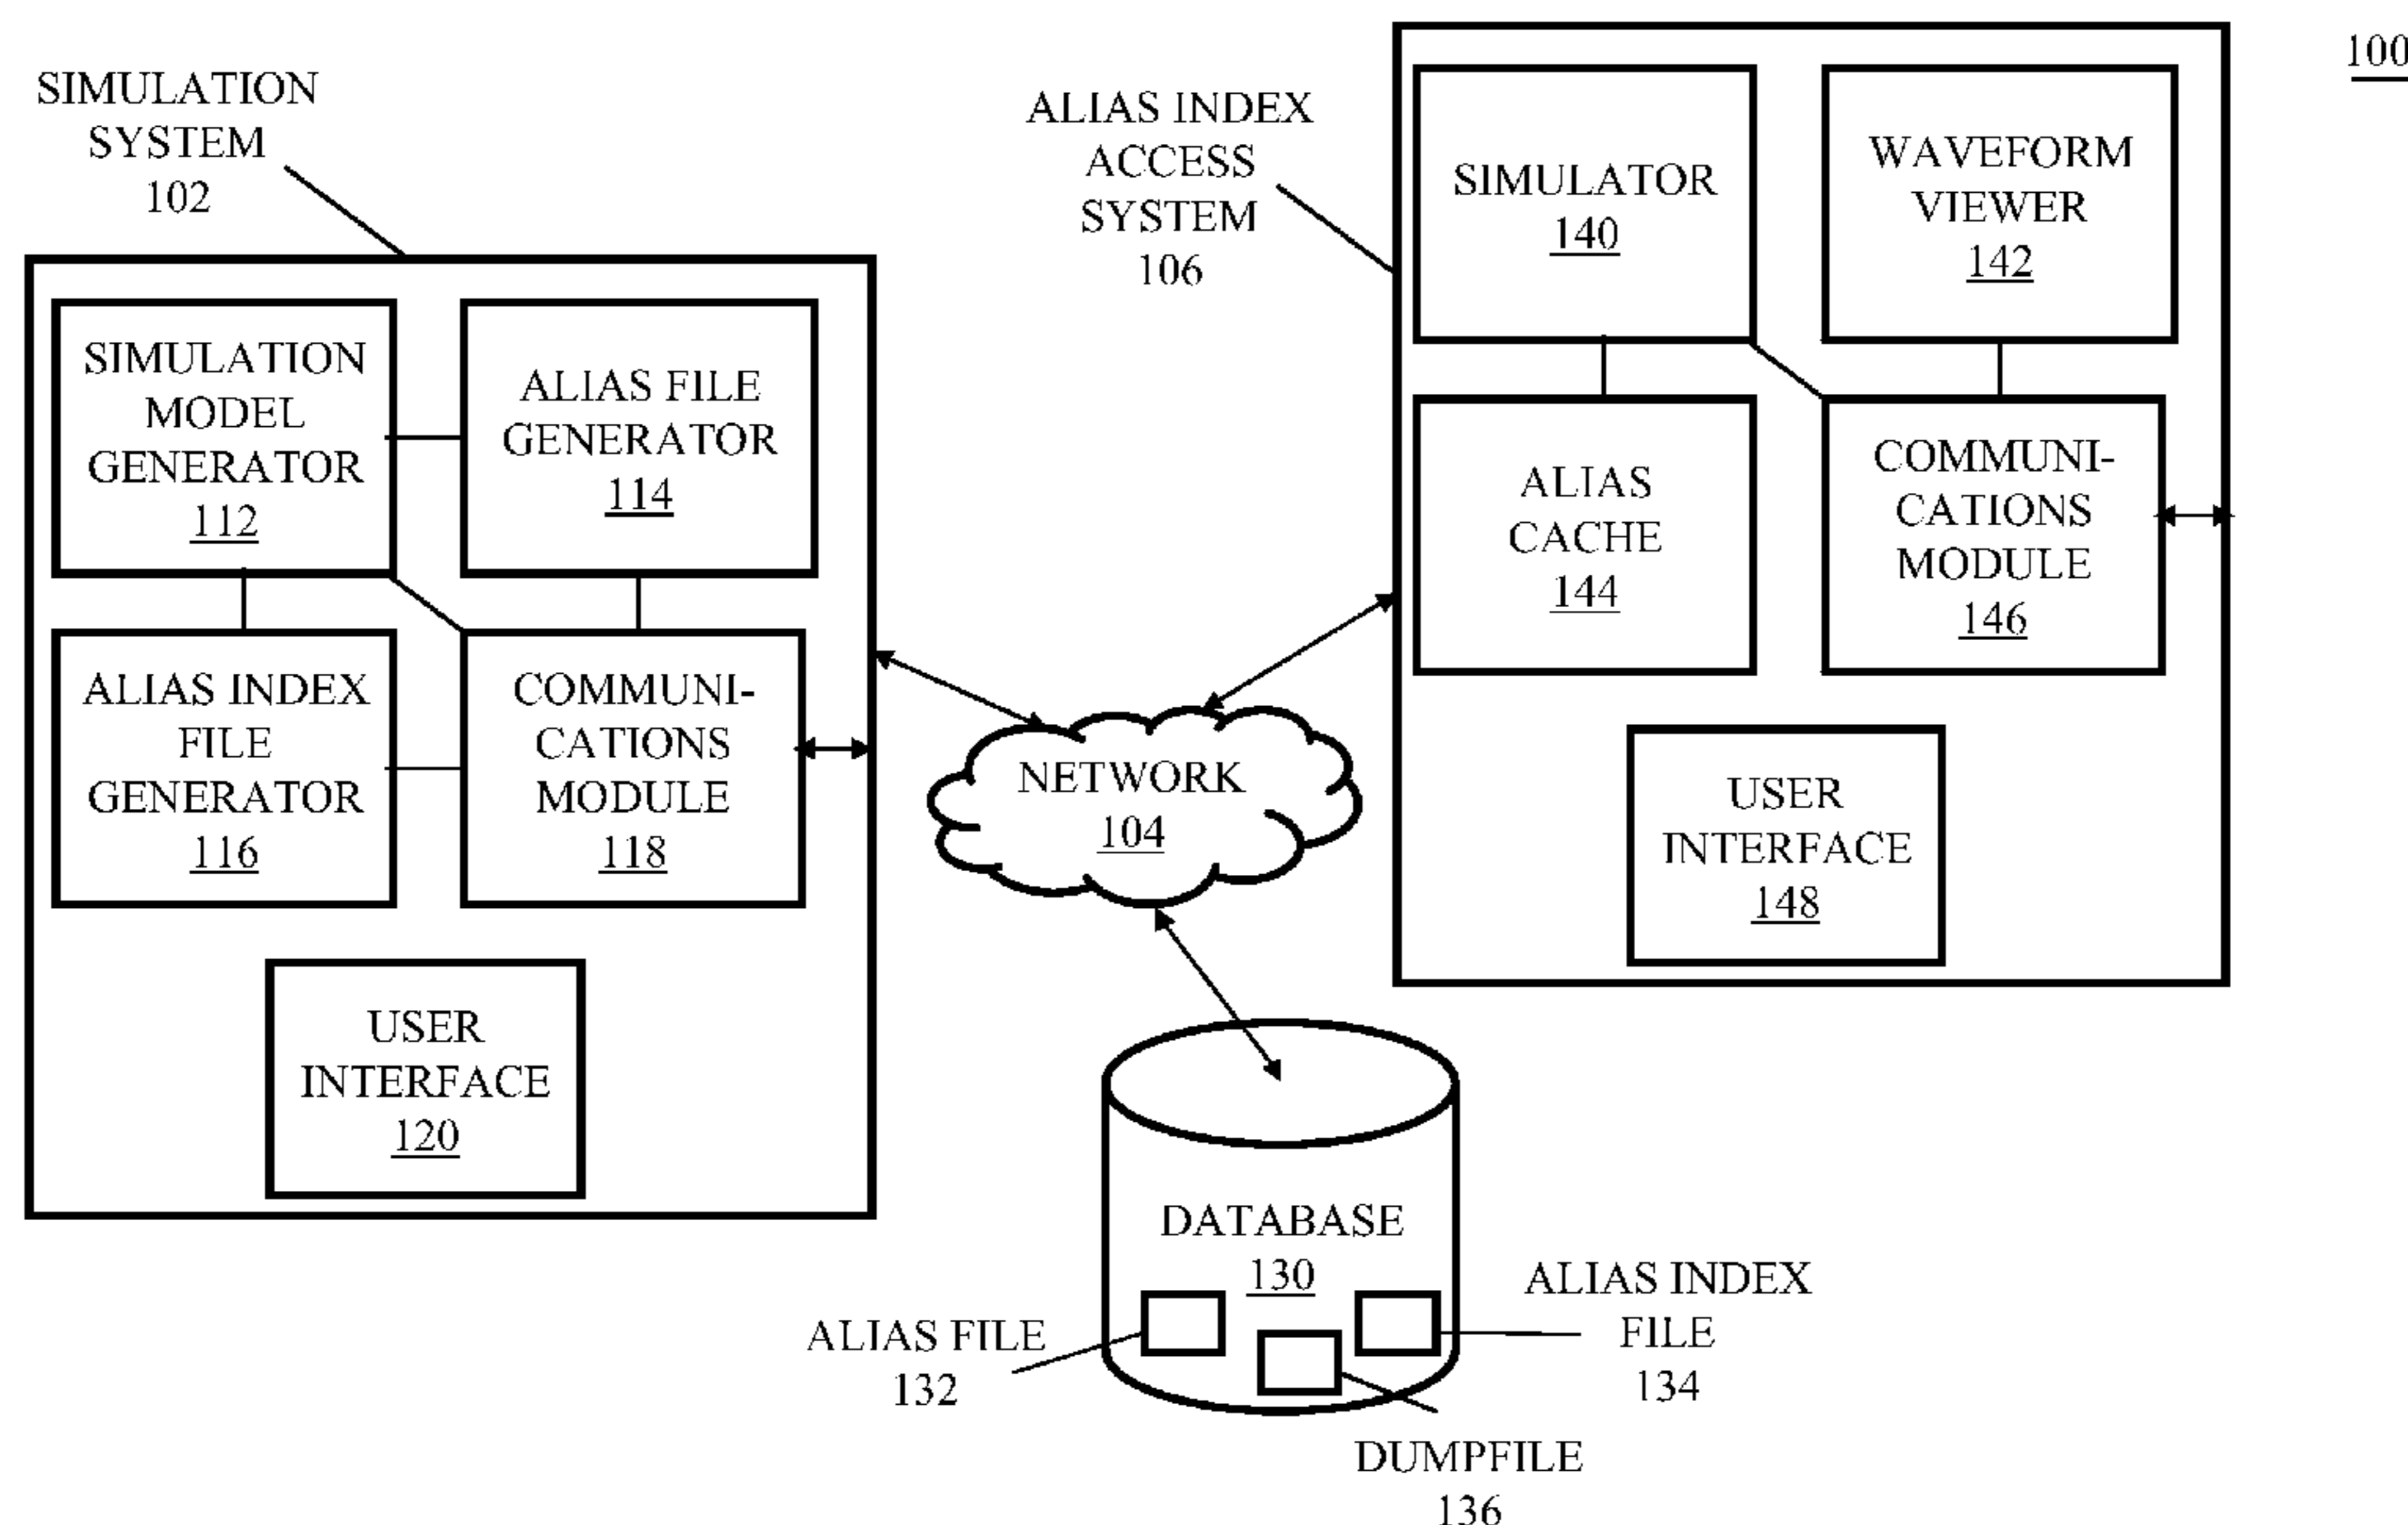 100
SIMULATION
SYSTEM
102
SIMULATION
MODEL
GENERATOR
112
ALIAS FILE
GENERATOR
114
ALIAS INDEX
FILE
GENERATOR
116
COMMUNI-
CATIONS
MODULE
118
USER
INTERFACE
120
ALIAS INDEX
ACCESS
SYSTEM
106
SIMULATOR
140
WAVEFORM
VIEWER
142
ALIAS
CACHE
144
COMMUNI-
CATIONS
MODULE
146
USER
INTERFACE
148
NETWORK
104
DATABASE
130
ALIAS FILE
132
ALIAS INDEX
FILE
134
DUMPFILE
136